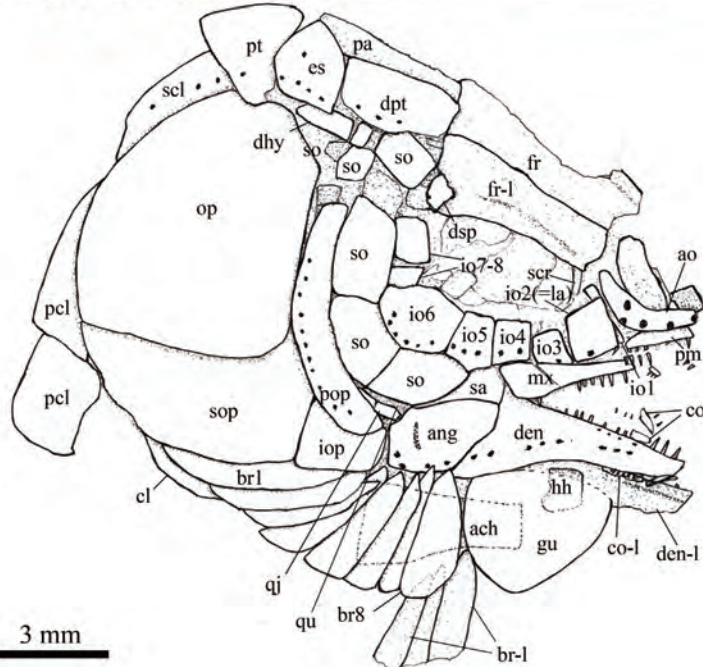 pt
es
pa
scl
dpt
dhy
so
so
so
fr
fr-l
op
dsp
so
io7-8
scr
ao
io2(=la)
pcl
io6
io5
io4
io3
pm
so
mx
io1
pcl
so
sa
co
pop
sop
ang
den
iop
br1
cl
hh
ach
gu
co-l
den-l
qj
qu
br8
br-l
3 mm